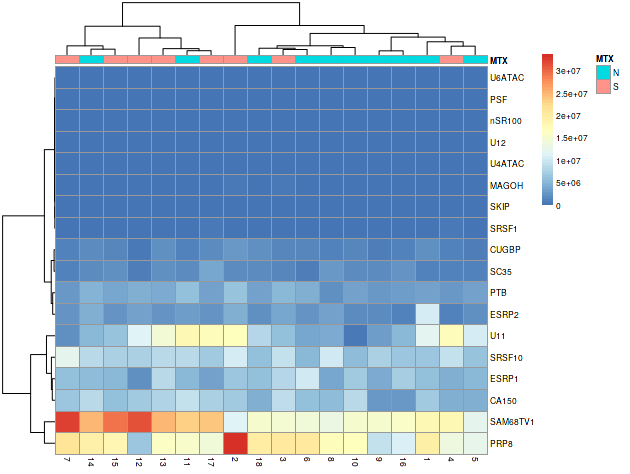 MTX
MTX
N
S
U6ATAC
PSF
nSR100
U12
U4ATAC
MAGOH
SKIP
SRSF1
CUGBP
SC35
PTB
ESRP2
U11
SRSF10
ESRP1
CA150
SAM68TV1
PRP8
3e+07
2.5e+07
2e+07
1.5e+07
1e+07
5e+06
0
7 14 15 12 13 11 17 2 18 3 6 8 10 9 16 1 4 5